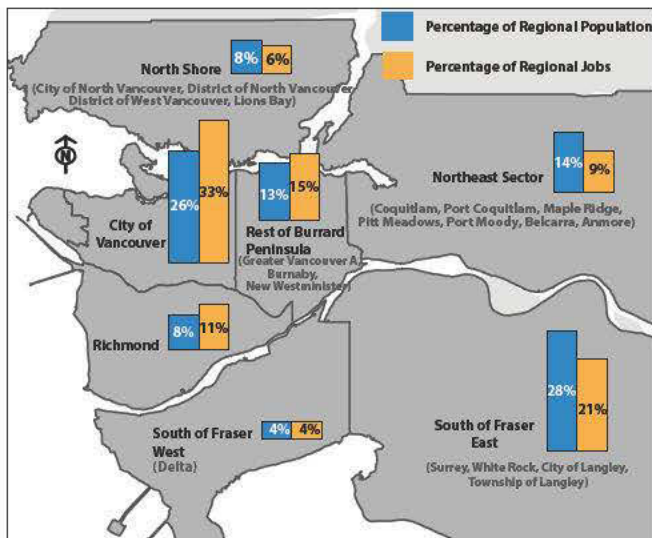 Percentage of Regional Population
Percentage of Regional Jobs
8%
6%
North Shore
(City of North Vancouver, District of North Vancouver
District of West Vancouver, Lions Bay)
N
26%
33%
City of
Vancouver
13%
15%
Rest of Burrard
Peninsula
(Greater Vancouver A,
Burnaby,
New Westminister)
14%
9%
Northeast Sector
(Coquitlam, Port Coquitlam, Maple Ridge,
Pitt Meadows, Port Moody, Belcarra, Anmore)
8%
11%
Richmond
4%
4%
South of Fraser
West
(Delta)
28%
21%
South of Fraser
East
(Surrey, White Rock, City of Langley,
Township of Langley)